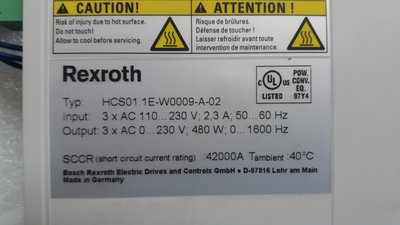 CAUTION!
Risk of injury due to hot surface.
Do not touch!
Allow to cool before servicing.
ATTENTION !
Risque de brûlures.
Défense de toucher !
Laisser refroidir avant
toute intervention
Rexroth
Typ: HCS01.1E-W0009-A-02
Input: 3 x AC 110...230 V; 2,3 A; 50...60 Hz
Output: 3 x AC 0...230 V; 480 W; 0...1600 Hz
c UL US
LISTED
POW.
CONV.
EQ.
97Y4
SCCR (short circuit current rating) :42000A Tambient :40°C
Bosch Rexroth Electric Drives and Controls GmbH • D-97816 Lohr am Main
Made in Germany